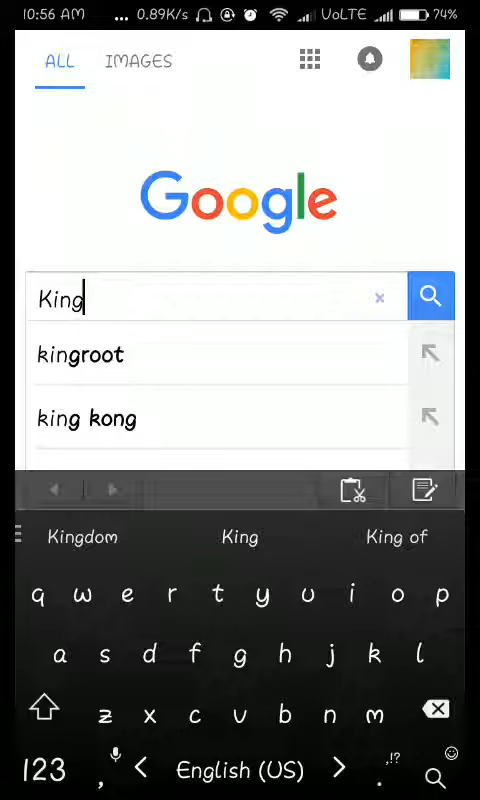 10:56 AM ... 0.89K/s VoLTE 74%
ALL IMAGES
Google
King ×
kingroot
king kong
Kingdom King King of
q w e r t y u i o p
a s d f g h j k l
z x c v b n m
123 , < English (US) > ,!? .